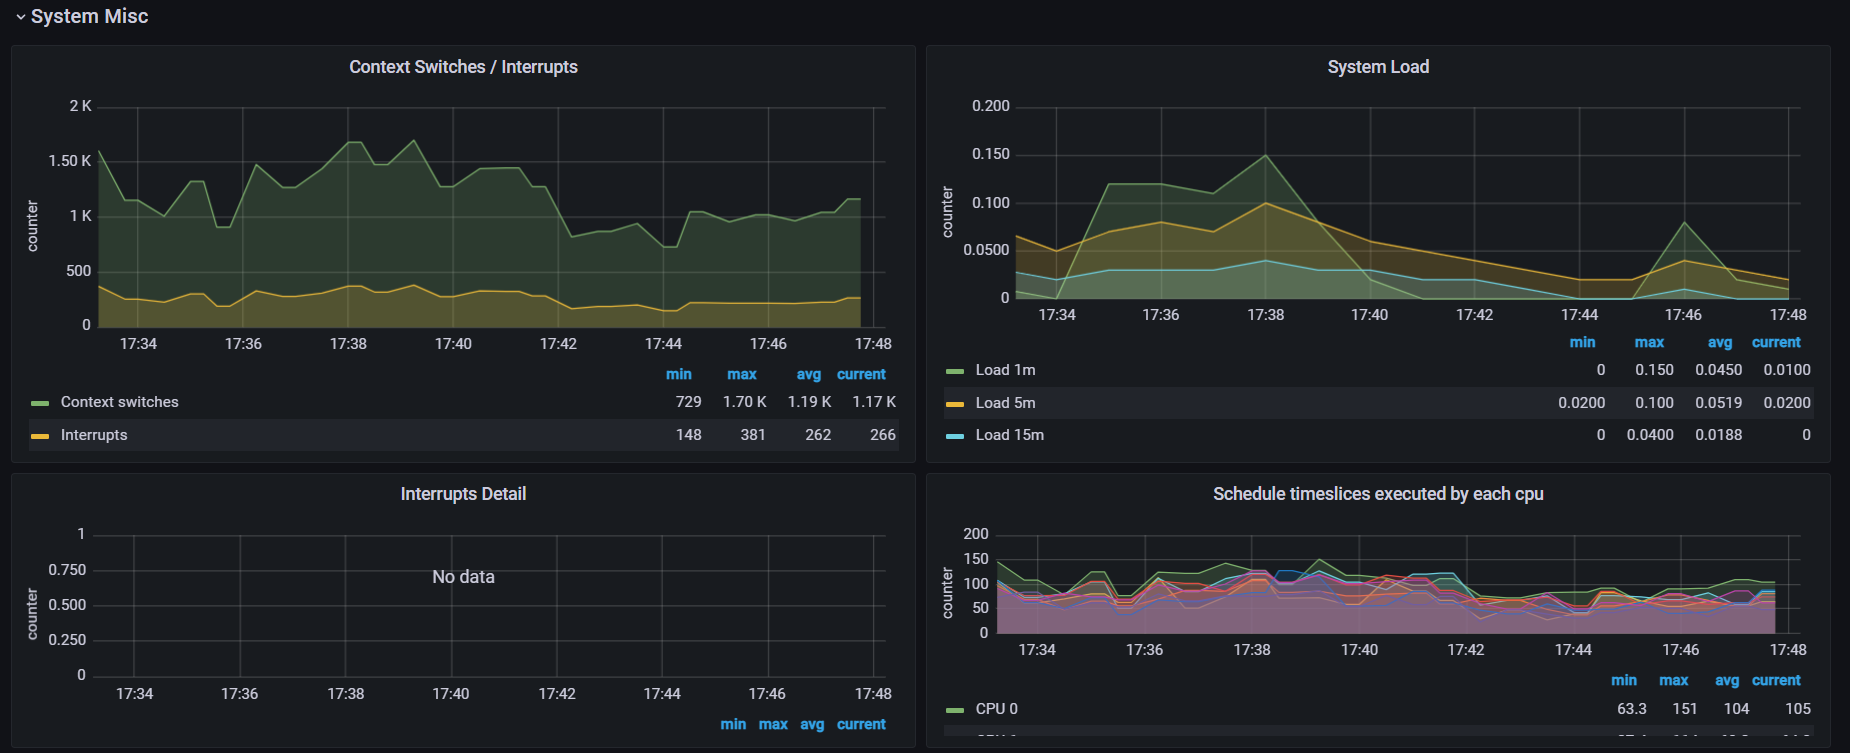 System Misc
Context Switches / Interrupts
2 K
1.50 K
1 K
500
0
counter
17:34 17:36 17:38 17:40 17:42 17:44 17:46 17:48
min max avg current
Context switches 729 1.70 K 1.19 K 1.17 K
Interrupts 148 381 262 266
System Load
0.200
0.150
0.100
0.0500
0
counter
17:34 17:36 17:38 17:40 17:42 17:44 17:46 17:48
min max avg current
Load 1m 0 0.150 0.0450 0.0100
Load 5m 0.0200 0.100 0.0519 0.0200
Load 15m 0 0.0400 0.0188 0
Interrupts Detail
1
0.750
0.500
0.250
0
counter
No data
17:34 17:36 17:38 17:40 17:42 17:44 17:46 17:48
min max avg current
Schedule timeslices executed by each cpu
200
150
100
50
0
counter
17:34 17:36 17:38 17:40 17:42 17:44 17:46 17:48
min max avg current
CPU 0 63.3 151 104 105